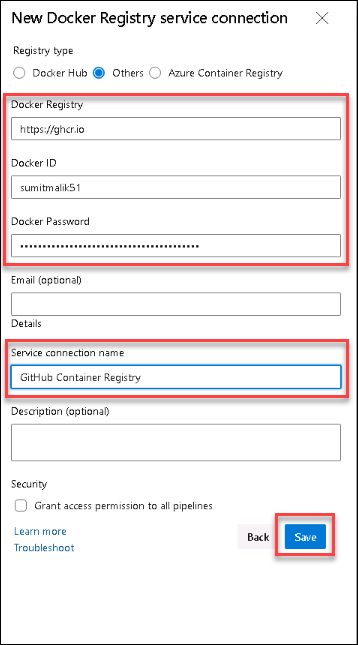 New Docker Registry service connection
Registry type
Docker Hub Others Azure Container Registry
Docker Registry
https://ghcr.io
Docker ID
sumitmalik51
Docker Password
••••••••••••••••••••••••••••••••••••••••
Email (optional)
Details
Service connection name
GitHub Container Registry
Description (optional)
Security
Grant access permission to all pipelines
Learn more
Troubleshoot
Back Save